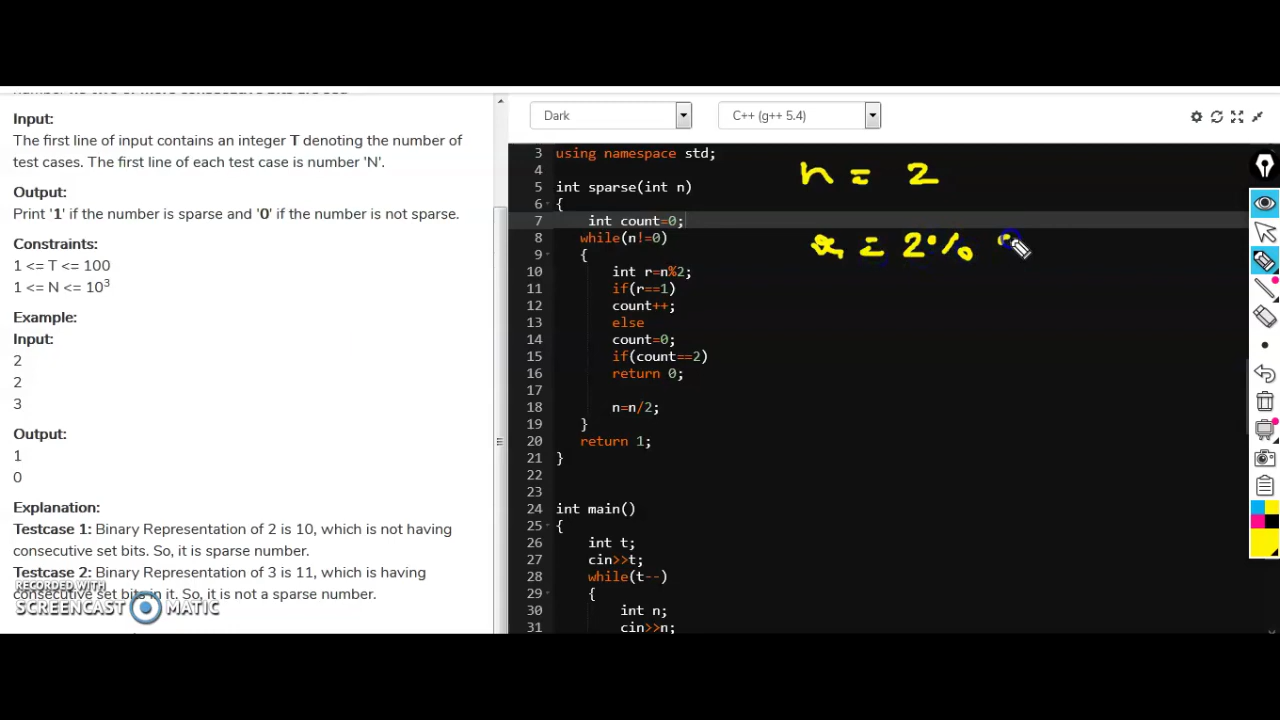 Input:
The first line of input contains an integer T denoting the number of
test cases. The first line of each test case is number 'N'.
Output:
Print '1' if the number is sparse and '0' if the number is not sparse.
Constraints:
1 <= T <= 100
1 <= N <= 10³
Example:
Input:
2
2
3
Output:
1
0
Explanation:
Testcase 1: Binary Representation of 2 is 10, which is not having
consecutive set bits. So, it is sparse number.
Testcase 2: Binary Representation of 3 is 11, which is having
consecutive set bits in it. So, it is not a sparse number.
RECORDED WITH
SCREENCAST MATIC
Dark
C++ (g++ 5.4)
3 using namespace std;
4
5 int sparse(int n)
6 {
7 int count=0;
8 while(n!=0)
9 {
10 int r=n%2;
11 if(r==1)
12 count++;
13 else
14 count=0;
15 if(count==2)
16 return 0;
17
18 n=n/2;
19 }
20 return 1;
21 }
22
23
24 int main()
25 {
26 int t;
27 cin>>t;
28 while(t--)
29 {
30 int n;
31 cin>>n;
n = 2
r = 2%